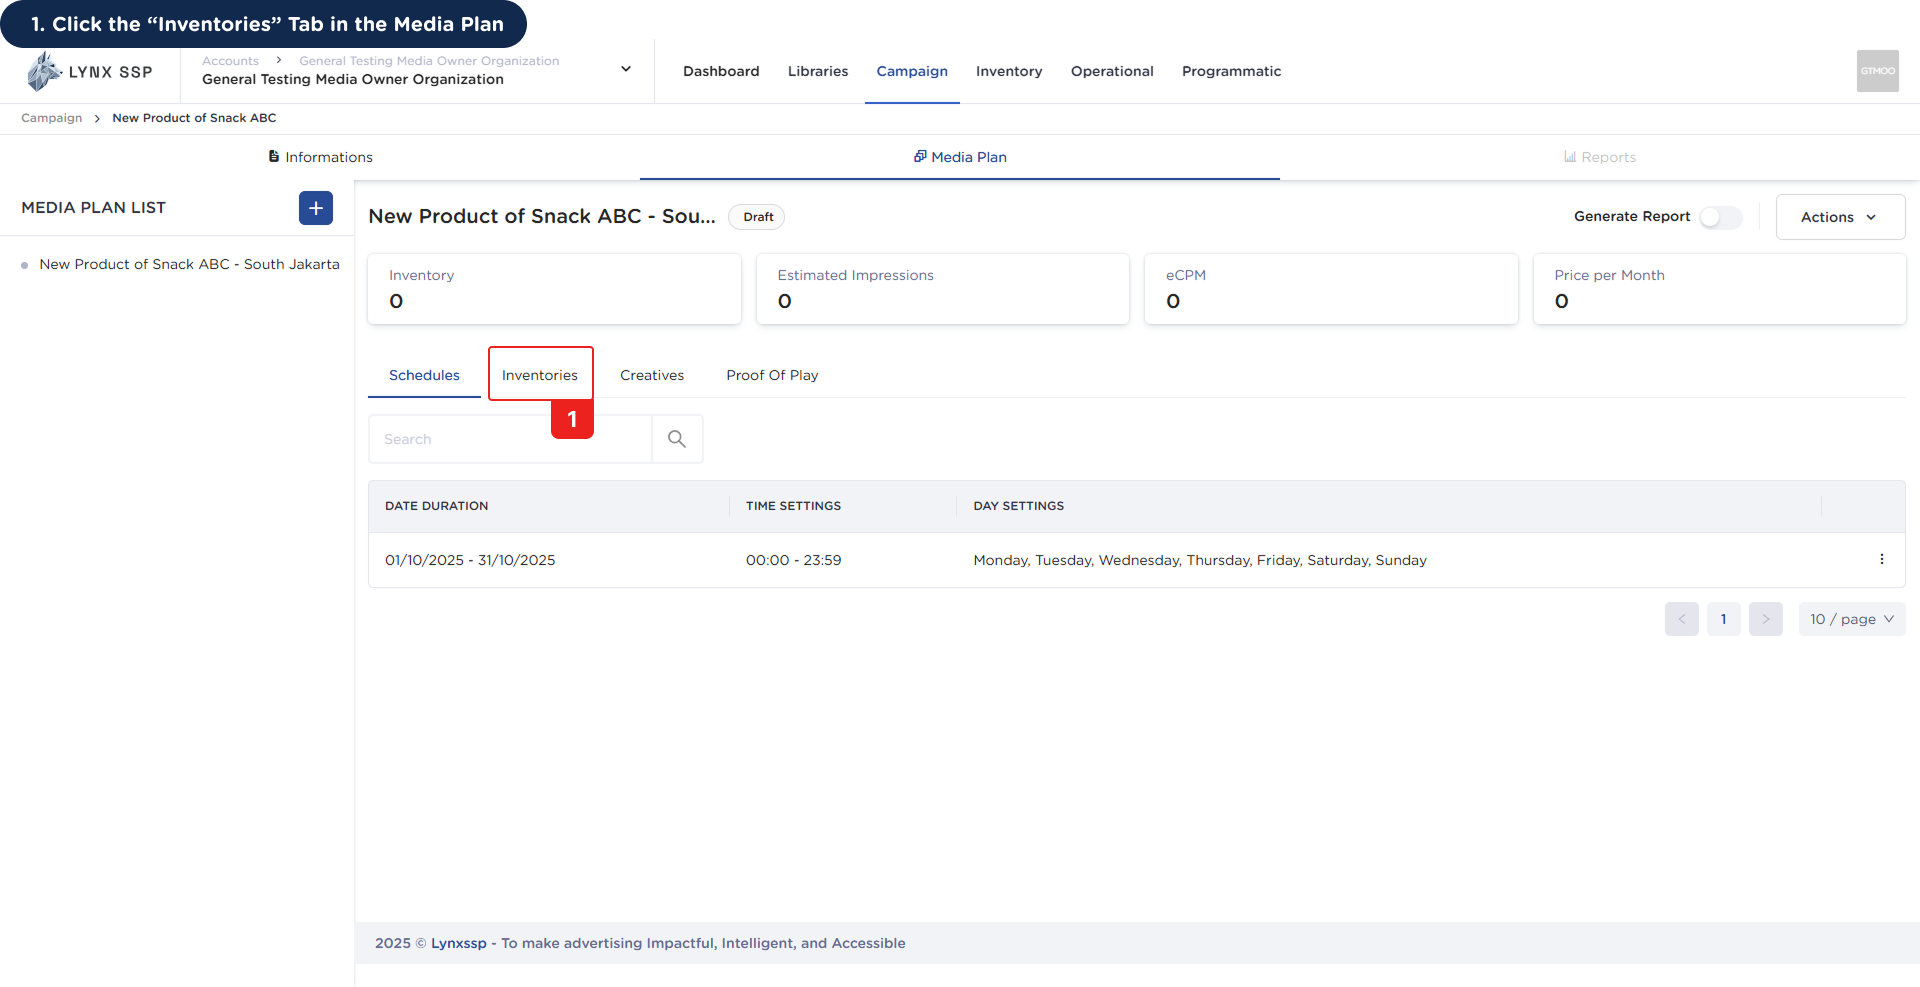 1. Click the “Inventories” Tab in the Media Plan
LYNX SSP
Accounts > General Testing Media Owner Organization
General Testing Media Owner Organization
Dashboard
Libraries
Campaign
Inventory
Operational
Programmatic
GTMOO
Campaign > New Product of Snack ABC
Informations
Media Plan
Reports
MEDIA PLAN LIST
+
New Product of Snack ABC - South Jakarta
New Product of Snack ABC - Sou...
Draft
Generate Report
Actions
Inventory
0
Estimated Impressions
0
eCPM
0
Price per Month
0
Schedules
Inventories
Creatives
Proof Of Play
1
Search
DATE DURATION
TIME SETTINGS
DAY SETTINGS
01/10/2025 - 31/10/2025
00:00 - 23:59
Monday, Tuesday, Wednesday, Thursday, Friday, Saturday, Sunday
<
1
>
10 / page
2025 © Lynxssp - To make advertising Impactful, Intelligent, and Accessible